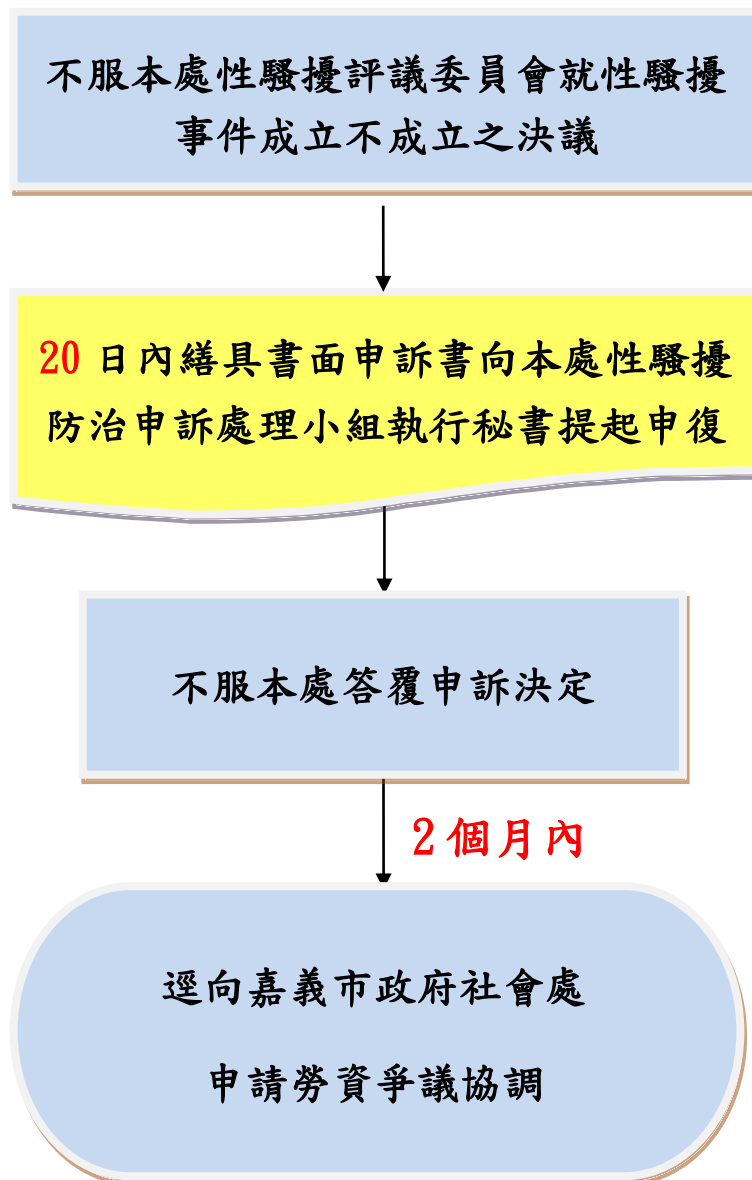 不服本處性騷擾評議委員會就性騷擾
事件成立不成立之決議
20 日內繕具書面申訴書向本處性騷擾
防治申訴處理小組執行秘書提起申復
不服本處答覆申訴決定
2個月內
逕向嘉義市政府社會處
申請勞資爭議協調